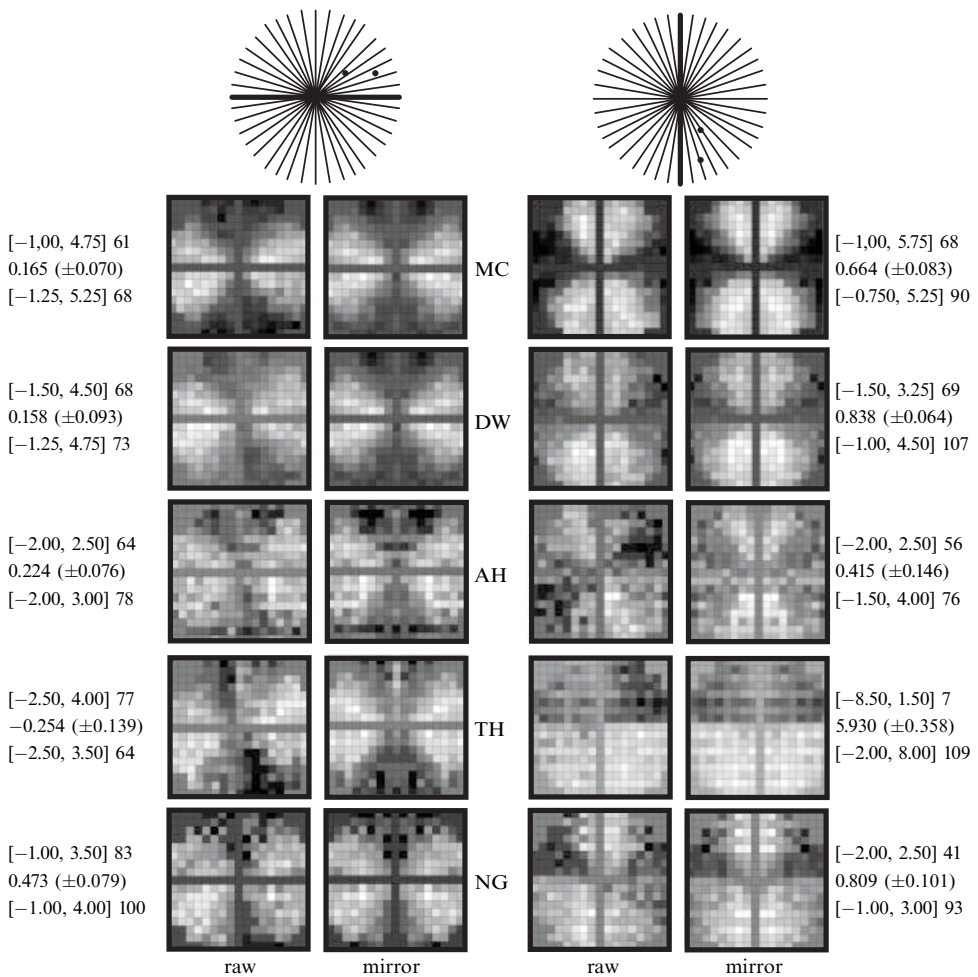 [−1,00, 4.75] 61
0.165 (±0.070)
[−1.25, 5.25] 68
MC
[−1,00, 5.75] 68
0.664 (±0.083)
[−0.750, 5.25] 90
[−1.50, 4.50] 68
0.158 (±0.093)
[−1.25, 4.75] 73
DW
[−1.50, 3.25] 69
0.838 (±0.064)
[−1.00, 4.50] 107
[−2.00, 2.50] 64
0.224 (±0.076)
[−2.00, 3.00] 78
AH
[−2.00, 2.50] 56
0.415 (±0.146)
[−1.50, 4.00] 76
[−2.50, 4.00] 77
−0.254 (±0.139)
[−2.50, 3.50] 64
TH
[−8.50, 1.50] 7
5.930 (±0.358)
[−2.00, 8.00] 109
[−1.00, 3.50] 83
0.473 (±0.079)
[−1.00, 4.00] 100
NG
[−2.00, 2.50] 41
0.809 (±0.101)
[−1.00, 3.00] 93
raw mirror raw mirror